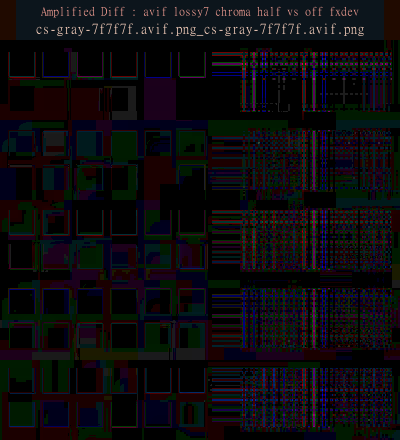 Amplified Diff : avif lossy7 chroma half vs off fxdev
cs-gray-7f7f7f.avif.png_cs-gray-7f7f7f.avif.png